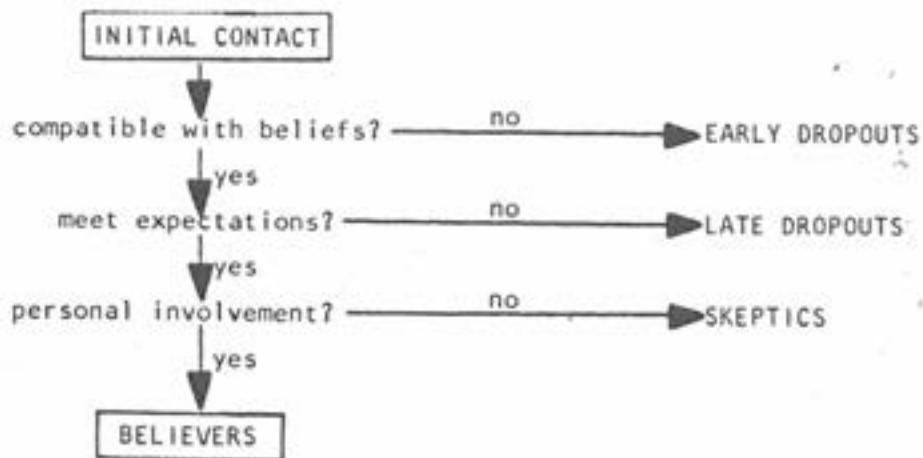 INITIAL CONTACT
compatible with beliefs? no EARLY DROPOUTS
yes
meet expectations? no LATE DROPOUTS
yes
personal involvement? no SKEPTICS
yes
BELIEVERS